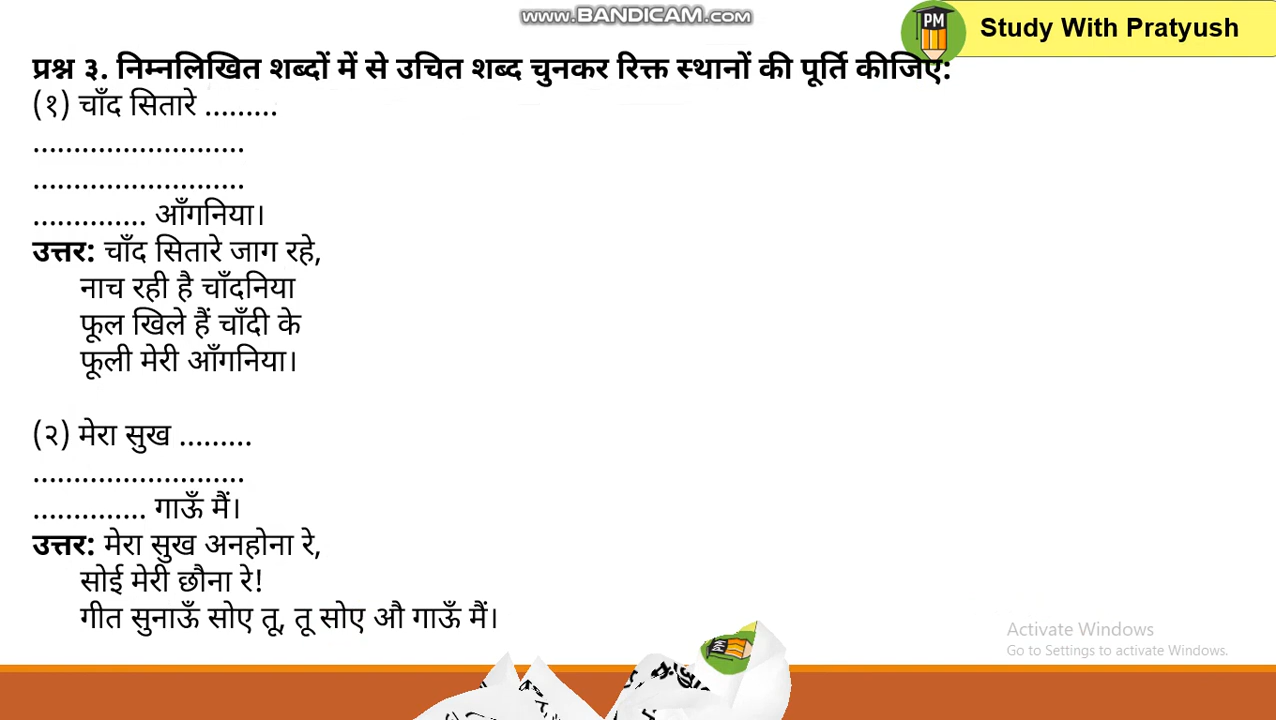 www.BANDICAM.com
PM
Study With Pratyush
प्रश्न ३. निम्नलिखित शब्दों में से उचित शब्द चुनकर रिक्त स्थानों की पूर्ति कीजिए:
(१) चाँद सितारे .........
..........................
..........................
.............. आँगनिया।
उत्तर: चाँद सितारे जाग रहे,
नाच रही है चाँदनिया
फूल खिले हैं चाँदी के
फूली मेरी आँगनिया।
(२) मेरा सुख .........
..........................
.............. गाऊँ मैं।
उत्तर: मेरा सुख अनहोना रे,
सोई मेरी छौना रे!
गीत सुनाऊँ सोए तू, तू सोए औ गाऊँ मैं।
Activate Windows
Go to Settings to activate Windows.